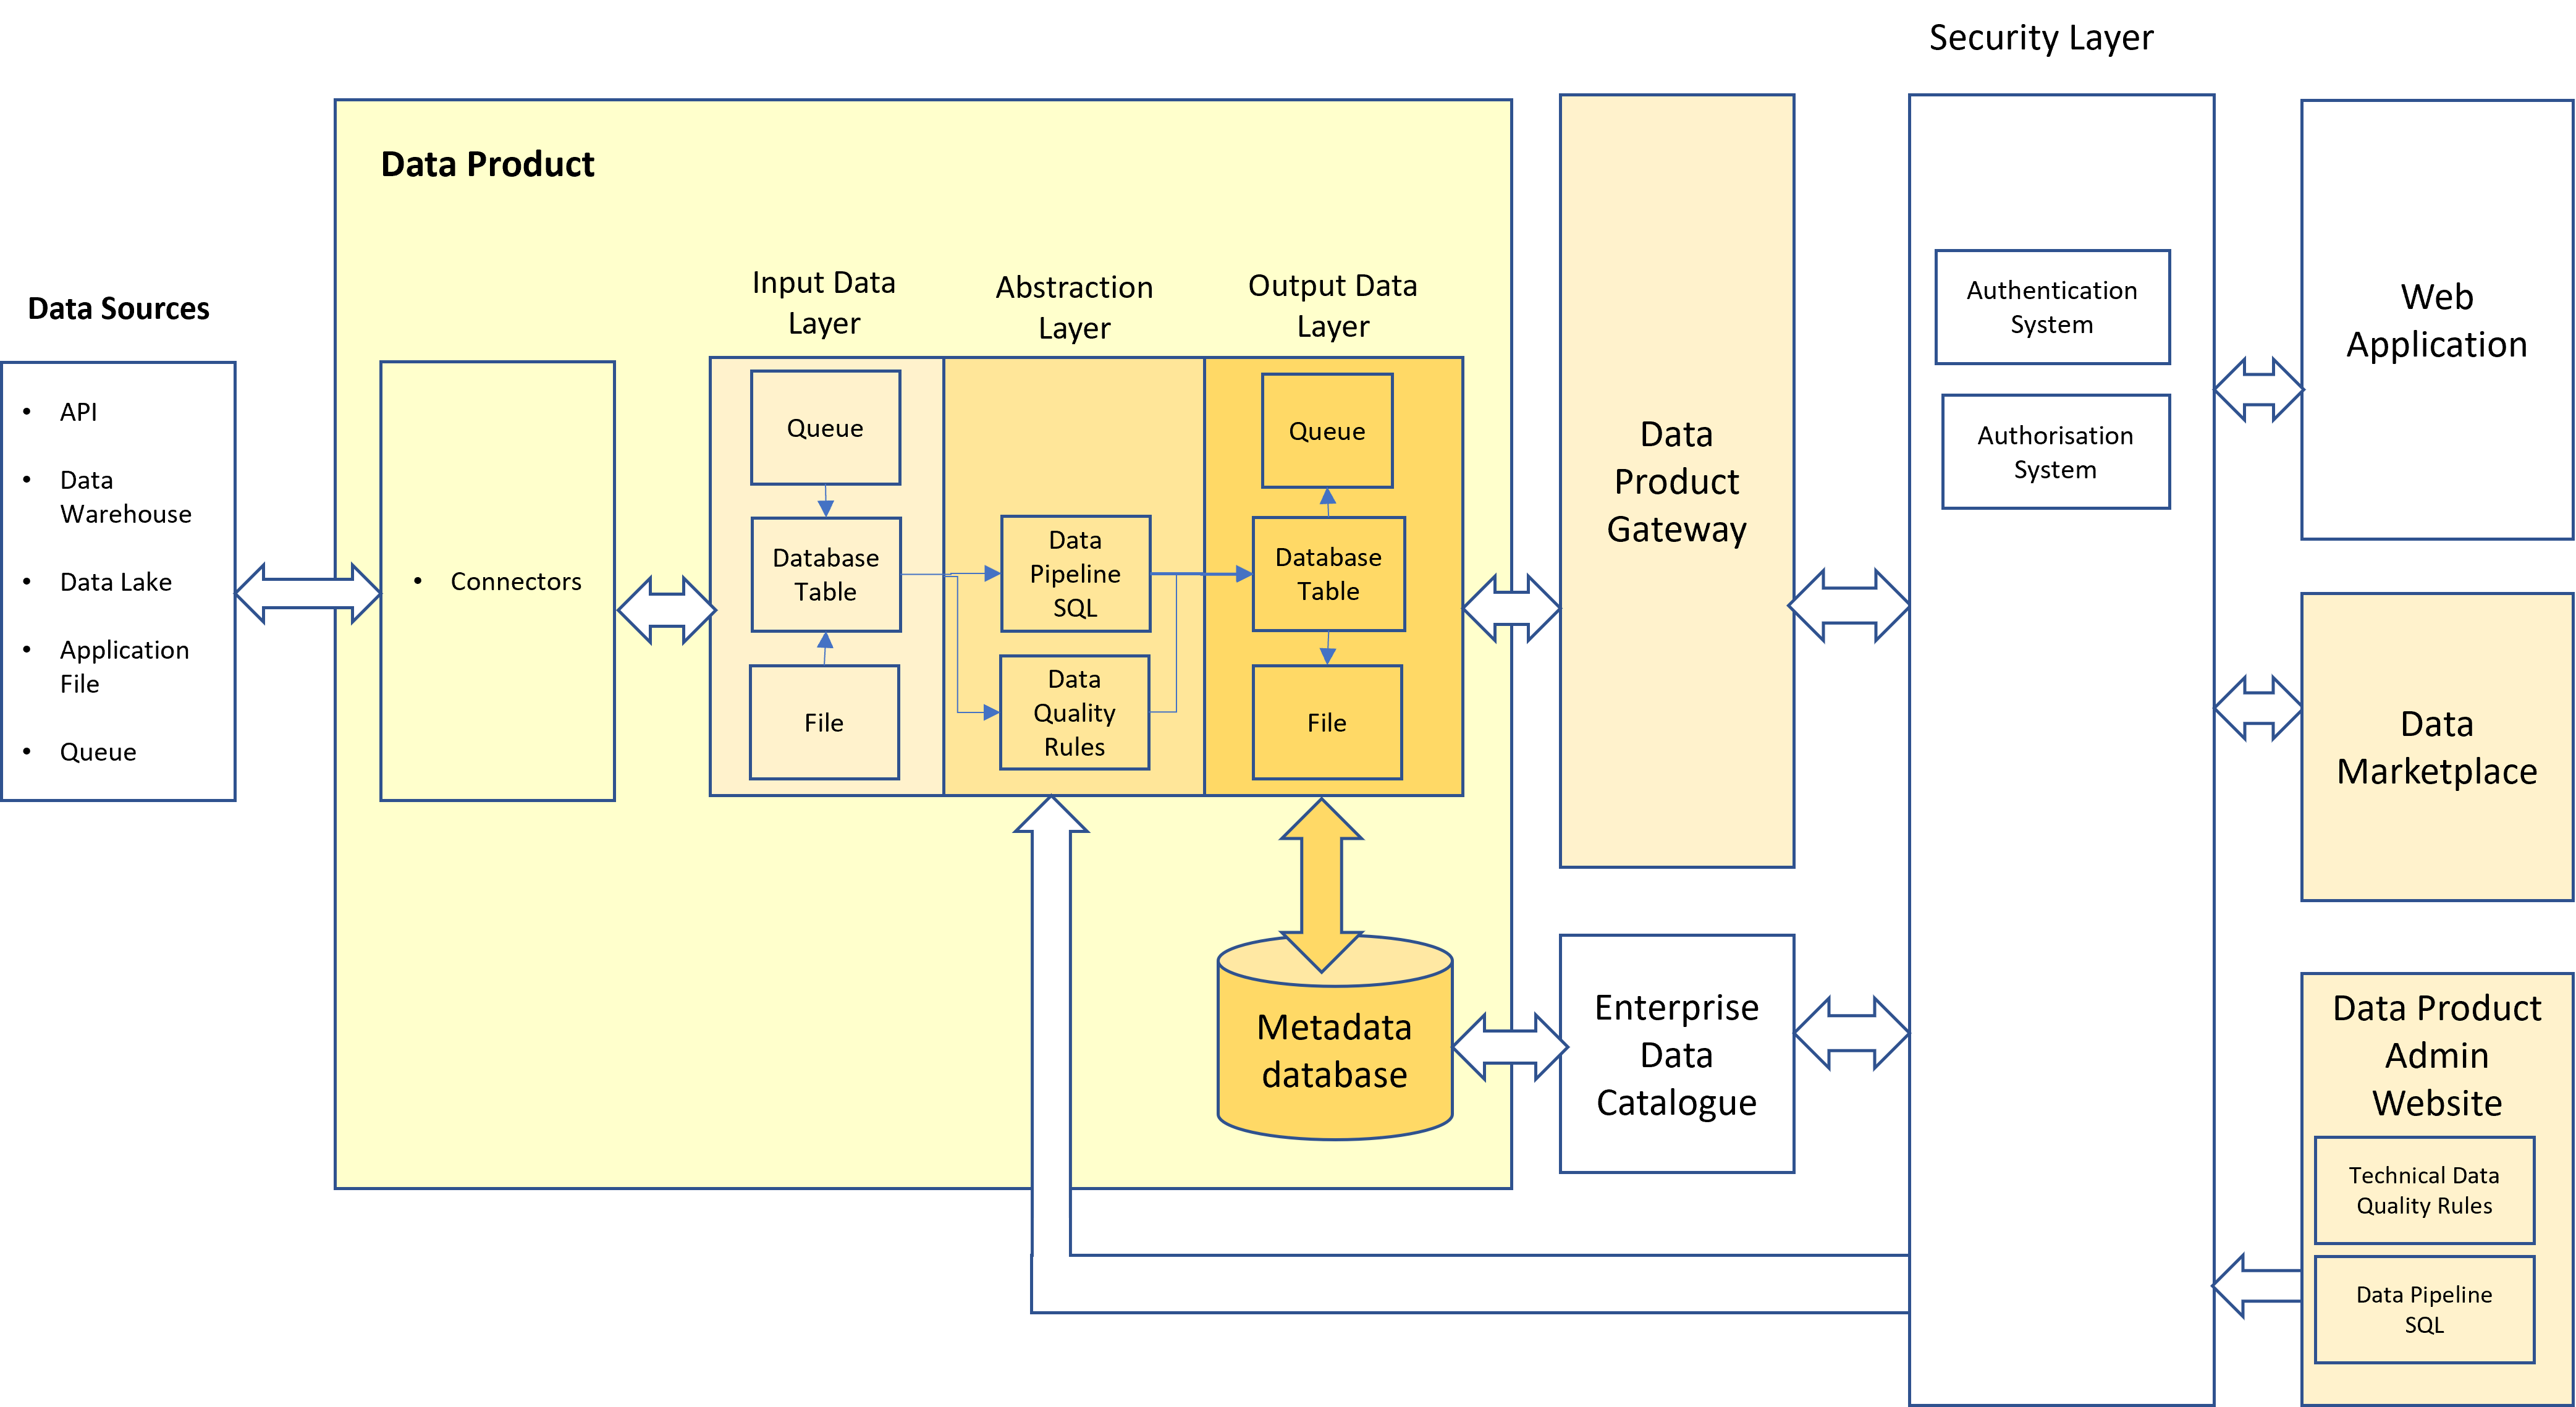 Security Layer
Data Product
Data Sources
• API
• Data
Warehouse
• Data Lake
• Application
File
• Queue
• Connectors
Input Data
Layer
Queue
Database
Table
File
Abstraction
Layer
Data
Pipeline
SQL
Data
Quality
Rules
Output Data
Layer
Queue
Database
Table
File
Metadata
database
Data
Product
Gateway
Enterprise
Data
Catalogue
Authentication
System
Authorisation
System
Web
Application
Data
Marketplace
Data Product
Admin
Website
Technical Data
Quality Rules
Data Pipeline
SQL